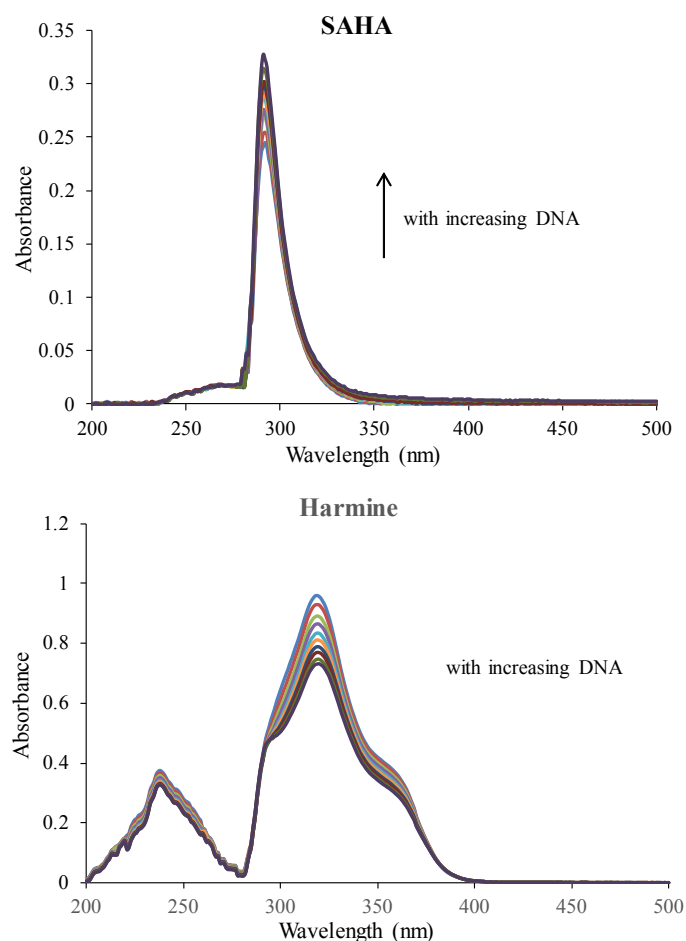 SAHA
0.35
0.3
0.25
0.2
0.15
0.1
0.05
0
Absorbance
with increasing DNA
200 250 300 350 400 450 500
Wavelength (nm)
Harmine
1.2
1
0.8
0.6
0.4
0.2
0
Absorbance
with increasing DNA
200 250 300 350 400 450 500
Wavelength (nm)